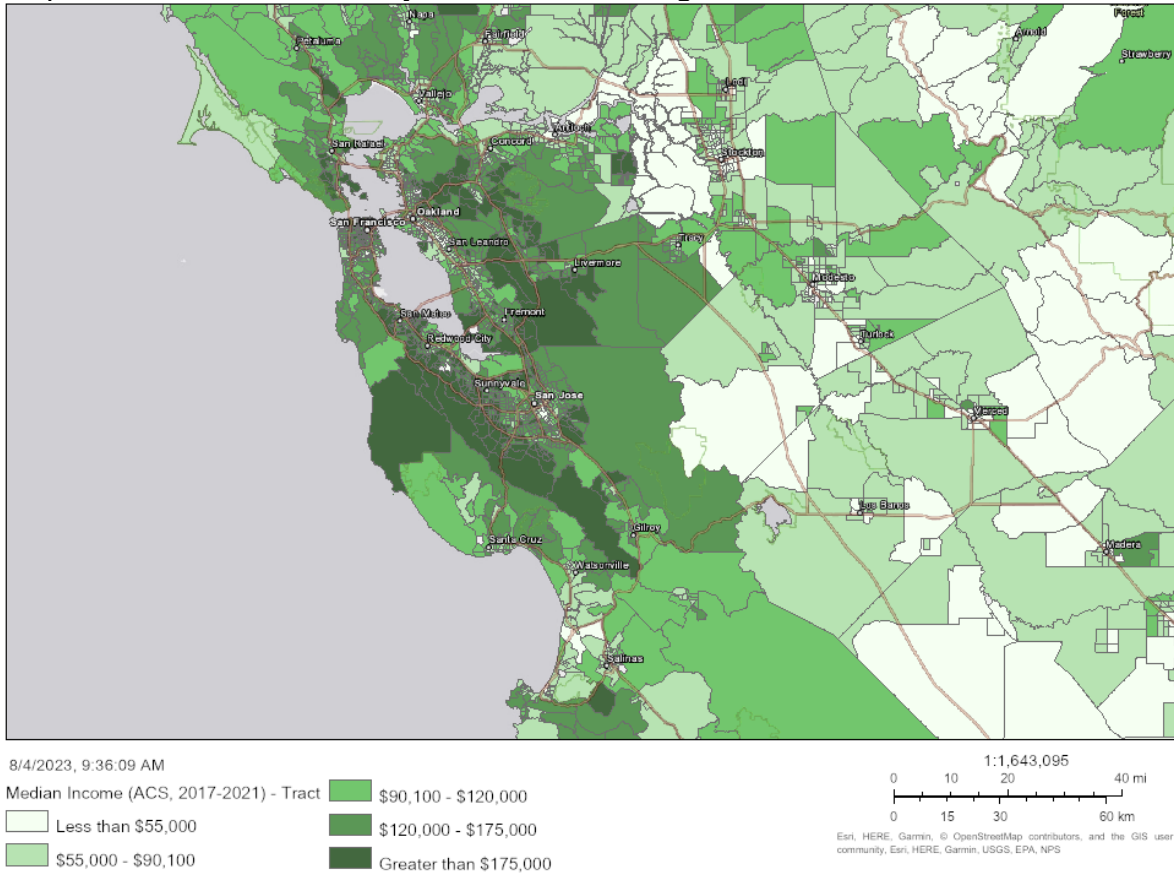 Napa
Forest
Petaluma
Fairfield
Arnold
Strawberry
Vallejo
Lodi
San Rafael
Concord
Antioch
Stockton
Oakland
San Francisco
San Leandro
Tracy
Livermore
Modesto
San Mateo
Fremont
Redwood City
Turlock
Sunnyvale
San Jose
Merced
Los Banos
Gilroy
Santa Cruz
Madera
Watsonville
Salinas
8/4/2023, 9:36:09 AM
Median Income (ACS, 2017-2021) - Tract
Less than $55,000
$55,000 - $90,100
$90,100 - $120,000
$120,000 - $175,000
Greater than $175,000
1:1,643,095
0 10 20 40 mi
0 15 30 60 km
Esri, HERE, Garmin, © OpenStreetMap contributors, and the GIS user
community, Esri, HERE, Garmin, USGS, EPA, NPS